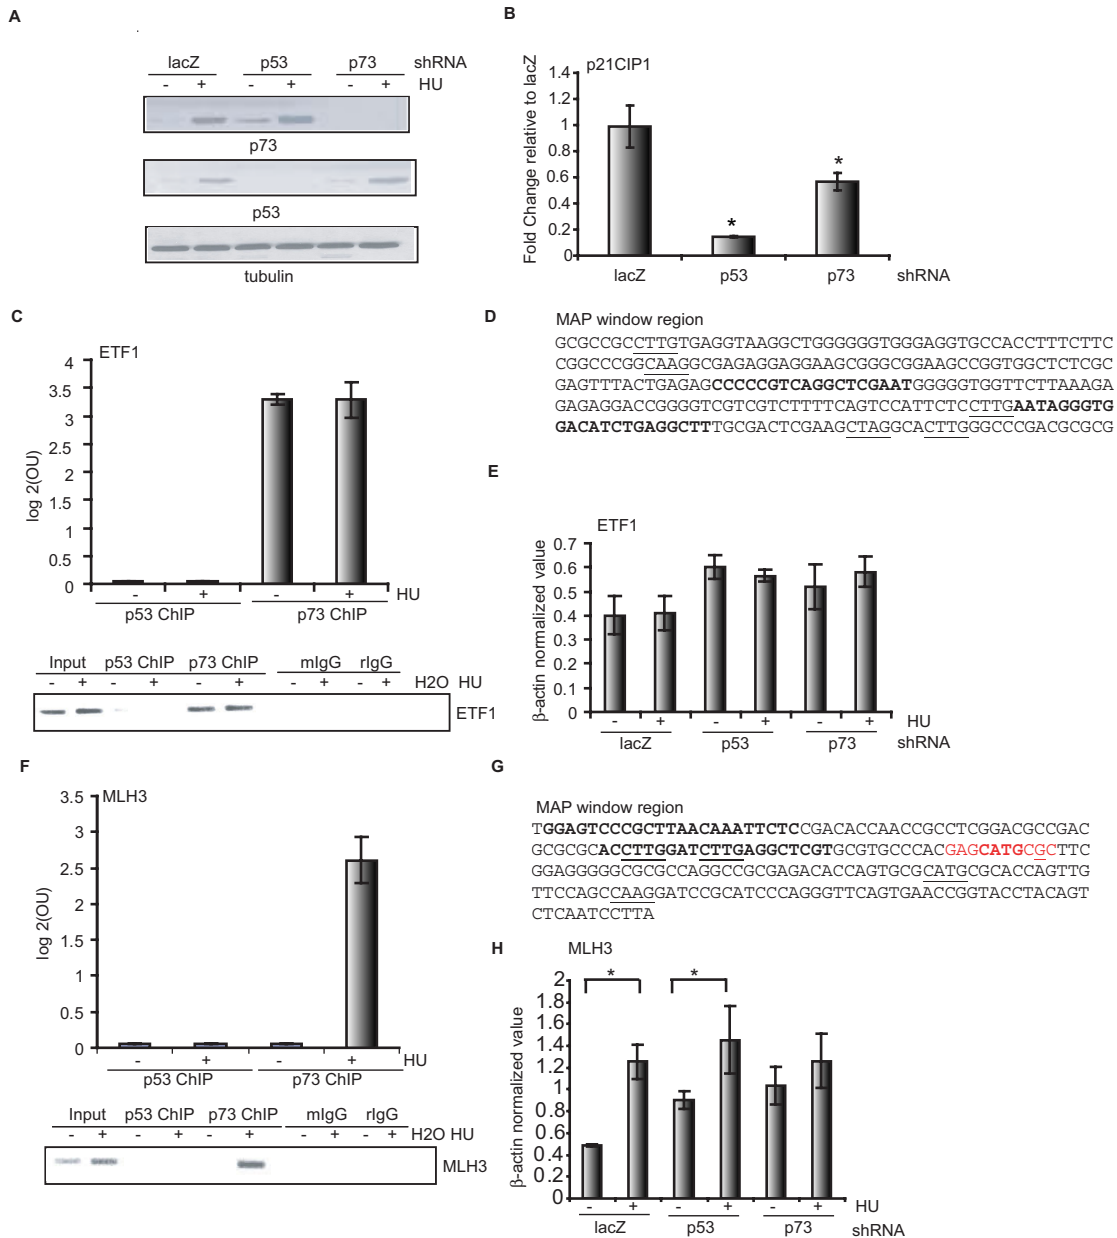 A
lacZ p53 p73 shRNA
- + - + - + HU
p73
p53
tubulin
B
p21CIP1
Fold Change relative to lacZ
1.4
1.2
1
0.8
0.6
0.4
0.2
0
* *
lacZ p53 p73 shRNA
C
ETF1
log 2(OU)
4
3.5
3
2.5
2
1.5
1
0.5
0
- + - + HU
p53 ChIP p73 ChIP
Input p53 ChIP p73 ChIP mIgG rIgG
- + - + - + - + - + H2O HU
ETF1
D
MAP window region
GCGCCGCCTTGTGAGGTAAGGCTGGGGGGTGGGAGGTGCCACCTTTCTTC
CGGCCCGGCAAGGCGAGAGGAGGAAGCGGGCGGAAGCCGGTGGCTCTCGC
GAGTTTACTGAGAGCCCCCGTCAGGCTCGAATGGGGGTGGTTCTTAAAGA
GAGAGGACCGGGGTCGTCGTCTTTTCAGTCCATTCTCCTTGAATAGGGTG
GACATCTGAGGCTTTGCGACTCGAAGCTAGGCACTTGGGCCCGACGCGCG
E
ETF1
β-actin normalized value
0.7
0.6
0.5
0.4
0.3
0.2
0.1
0
- + - + - + HU
lacZ p53 p73 shRNA
F
MLH3
log 2(OU)
3.5
3
2.5
2
1.5
1
0.5
0
- + - + HU
p53 ChIP p73 ChIP
Input p53 ChIP p73 ChIP mIgG rIgG
- + - + - + - + - + H2O HU
MLH3
G
MAP window region
TGGAGTCCCGCTTAACAAATTCTCCGACACCAACCGCCTCGGACGCCGAC
GCGCGCACCTTGGATCTTGAGGCTCGTGCGTGCCCACGAGCATGCGCTTC
GGAGGGGGCGCGCCAGGCCGCGAGACACCAGTGCGCATGCGCACCAGTTG
TTCCAGCCAAGGATCCGCATCCCAGGGTTCAGTGAACCGGTACCTACAGT
CTCAATCCTTA
H
MLH3
β-actin normalized value
2
1.8
1.6
1.4
1.2
1
0.8
0.6
0.4
0.2
0
* *
- + - + - + HU
lacZ p53 p73 shRNA